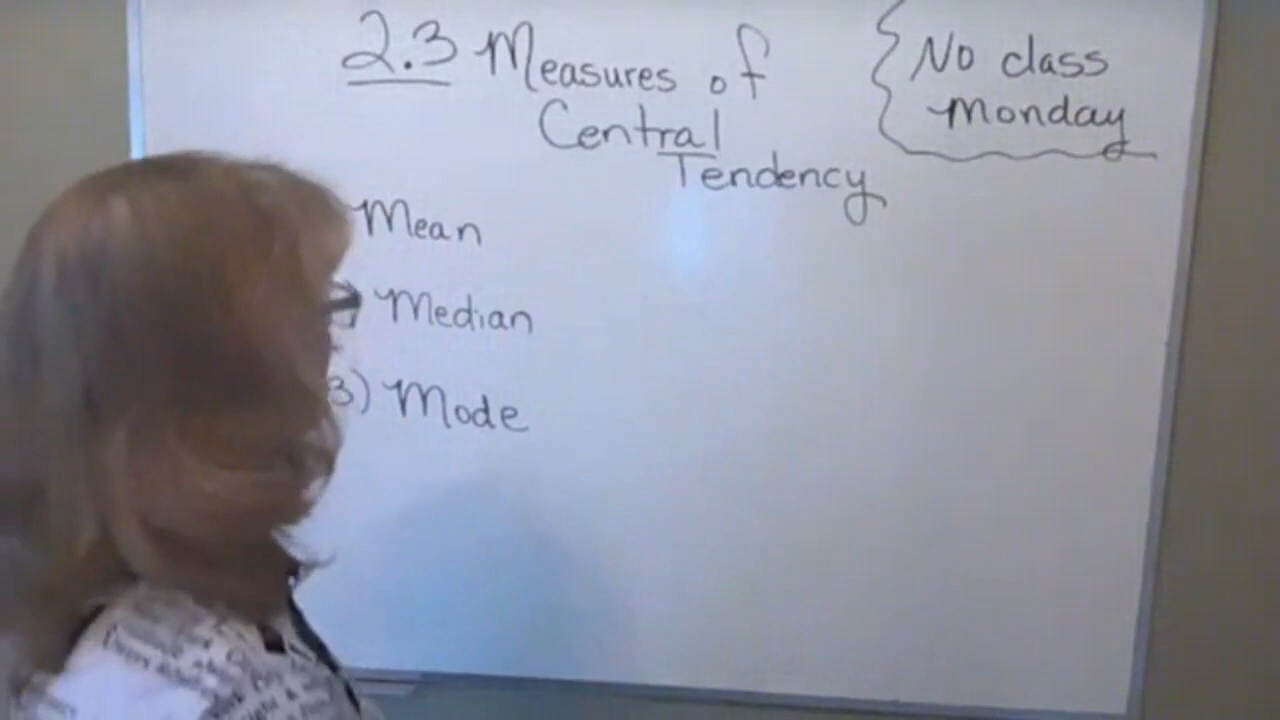 2.3 Measures of
Central
Tendency
No class
Monday
Mean
Median
3) Mode